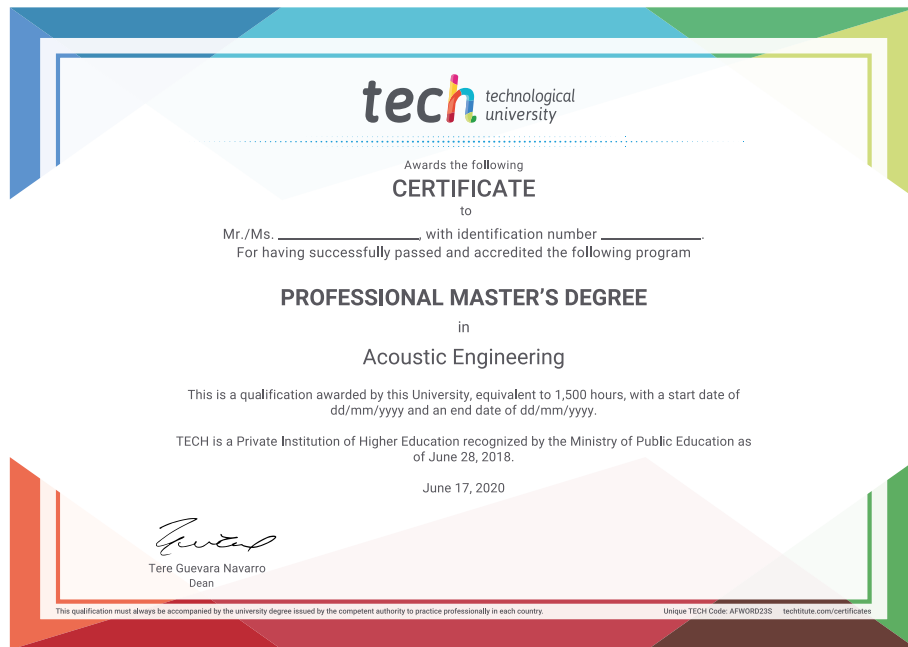 tech technological
university
Awards the following
CERTIFICATE
to
Mr./Ms. ____________________, with identification number ______________.
For having successfully passed and accredited the following program
PROFESSIONAL MASTER'S DEGREE
in
Acoustic Engineering
This is a qualification awarded by this University, equivalent to 1,500 hours, with a start date of
dd/mm/yyyy and an end date of dd/mm/yyyy.
TECH is a Private Institution of Higher Education recognized by the Ministry of Public Education as
of June 28, 2018.
June 17, 2020
Tere Guevara Navarro
Dean
This qualification must always be accompanied by the university degree issued by the competent authority to practice professionally in each country.
Unique TECH Code: AFWORD23S techtitute.com/certificates